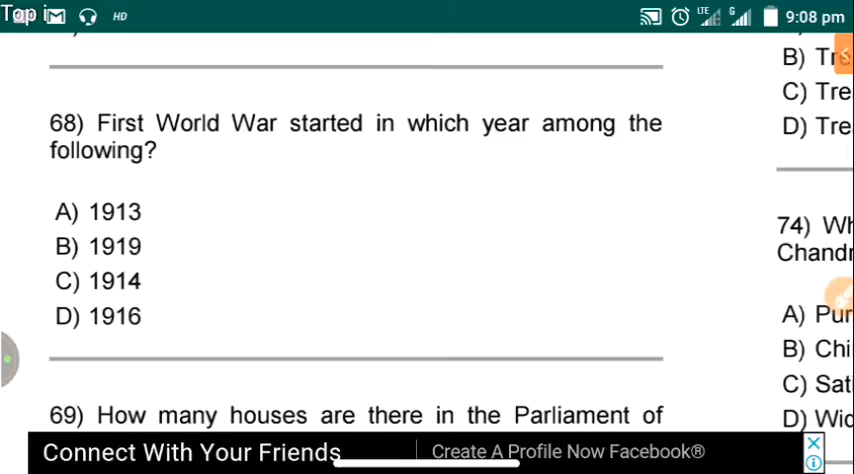 Top i
HD
LTE
G
9:08 pm
68) First World War started in which year among the
following?
A) 1913
B) 1919
C) 1914
D) 1916
69) How many houses are there in the Parliament of
B) Tre
C) Tre
D) Tre
74) Wh
Chandr
A) Pur
B) Chi
C) Sat
D) Wid
Connect With Your Friends
Create A Profile Now Facebook®